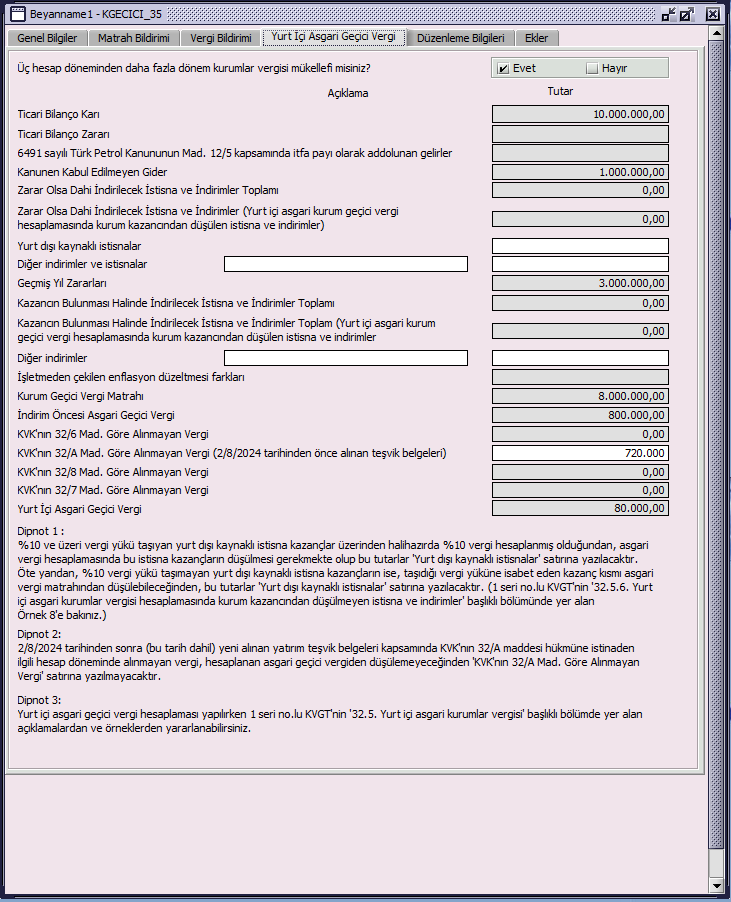 Beyanname1 - KGECICI_35
Genel Bilgiler Matrah Bildirimi Vergi Bildirimi Yurt İçi Asgari Geçici Vergi Düzenleme Bilgileri Ekler
Üç hesap döneminden daha fazla dönem kurumlar vergisi mükellefi misiniz? Evet Hayır
Açıklama Tutar
Ticari Bilanço Karı 10.000.000,00
Ticari Bilanço Zararı
6491 sayılı Türk Petrol Kanununun Mad. 12/5 kapsamında itfa payı olarak addolunan gelirler
Kanunen Kabul Edilmeyen Gider 1.000.000,00
Zarar Olsa Dahi İndirilecek İstisna ve İndirimler Toplamı 0,00
Zarar Olsa Dahi İndirilecek İstisna ve İndirimler (Yurt içi asgari kurum geçici vergi
hesaplamasında kurum kazancından düşülen istisna ve indirimler) 0,00
Yurt dışı kaynaklı istisnalar
Diğer indirimler ve istisnalar
Geçmiş Yıl Zararları 3.000.000,00
Kazancın Bulunması Halinde İndirilecek İstisna ve İndirimler Toplamı 0,00
Kazancın Bulunması Halinde İndirilecek İstisna ve İndirimler Toplam (Yurt içi asgari kurum
geçici vergi hesaplamasında kurum kazancından düşülen istisna ve indirimler 0,00
Diğer indirimler
İşletmeden çekilen enflasyon düzeltmesi farkları
Kurum Geçici Vergi Matrahı 8.000.000,00
İndirim Öncesi Asgari Geçici Vergi 800.000,00
KVK'nın 32/6 Mad. Göre Alınmayan Vergi 0,00
KVK'nın 32/A Mad. Göre Alınmayan Vergi (2/8/2024 tarihinden önce alınan teşvik belgeleri) 720.000
KVK'nın 32/8 Mad. Göre Alınmayan Vergi 0,00
KVK'nın 32/7 Mad. Göre Alınmayan Vergi 0,00
Yurt İçi Asgari Geçici Vergi 80.000,00
Dipnot 1 :
%10 ve üzeri vergi yükü taşıyan yurt dışı kaynaklı istisna kazançlar üzerinden halihazırda %10 vergi hesaplanmış olduğundan, asgari
vergi hesaplamasında bu istisna kazançların düşülmesi gerekmekte olup bu tutarlar 'Yurt dışı kaynaklı istisnalar' satırına yazılacaktır.
Öte yandan, %10 vergi yükü taşımayan yurt dışı kaynaklı istisna kazançların ise, taşıdığı vergi yüküne isabet eden kazanç kısmı asgari
vergi matrahından düşülebileceğinden, bu tutarlar 'Yurt dışı kaynaklı istisnalar' satırına yazılacaktır. (1 seri no.lu KVGT'nin '32.5.6. Yurt
içi asgari kurumlar vergisi hesaplamasında kurum kazancından düşülmeyen istisna ve indirimler' başlıklı bölümünde yer alan
Örnek 8'e bakınız.)
Dipnot 2:
2/8/2024 tarihinden sonra (bu tarih dahil) yeni alınan yatırım teşvik belgeleri kapsamında KVK'nın 32/A maddesi hükmüne istinaden
ilgili hesap döneminde alınmayan vergi, hesaplanan asgari geçici vergiden düşülemeyeceğinden 'KVK'nın 32/A Mad. Göre Alınmayan
Vergi' satırına yazılmayacaktır.
Dipnot 3:
Yurt içi asgari geçici vergi hesaplaması yapılırken 1 seri no.lu KVGT'nin '32.5. Yurt içi asgari kurumlar vergisi' başlıklı bölümde yer alan
açıklamalardan ve örneklerden yararlanabilirsiniz.